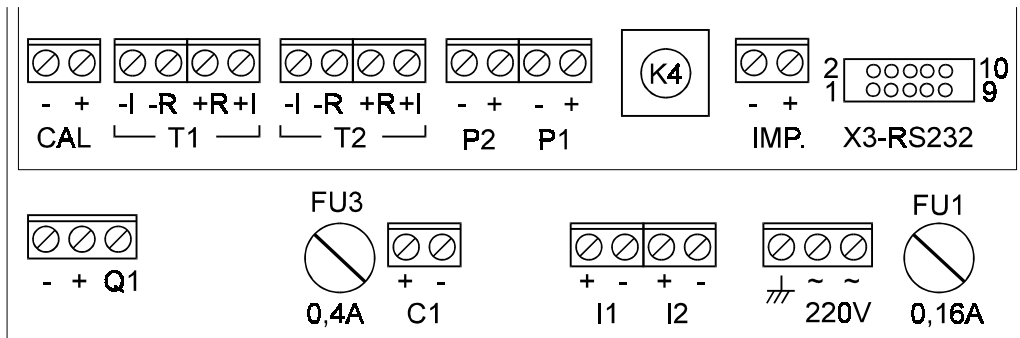 K4
2 10
1 9
- + -I -R +R +I -I -R +R +I - + - + - +
CAL T1 T2 P2 P1 IMP. X3-RS232
FU3 FU1
- + Q1 + - + - + - ~ ~
0,4A C1 I1 I2 220V 0,16A